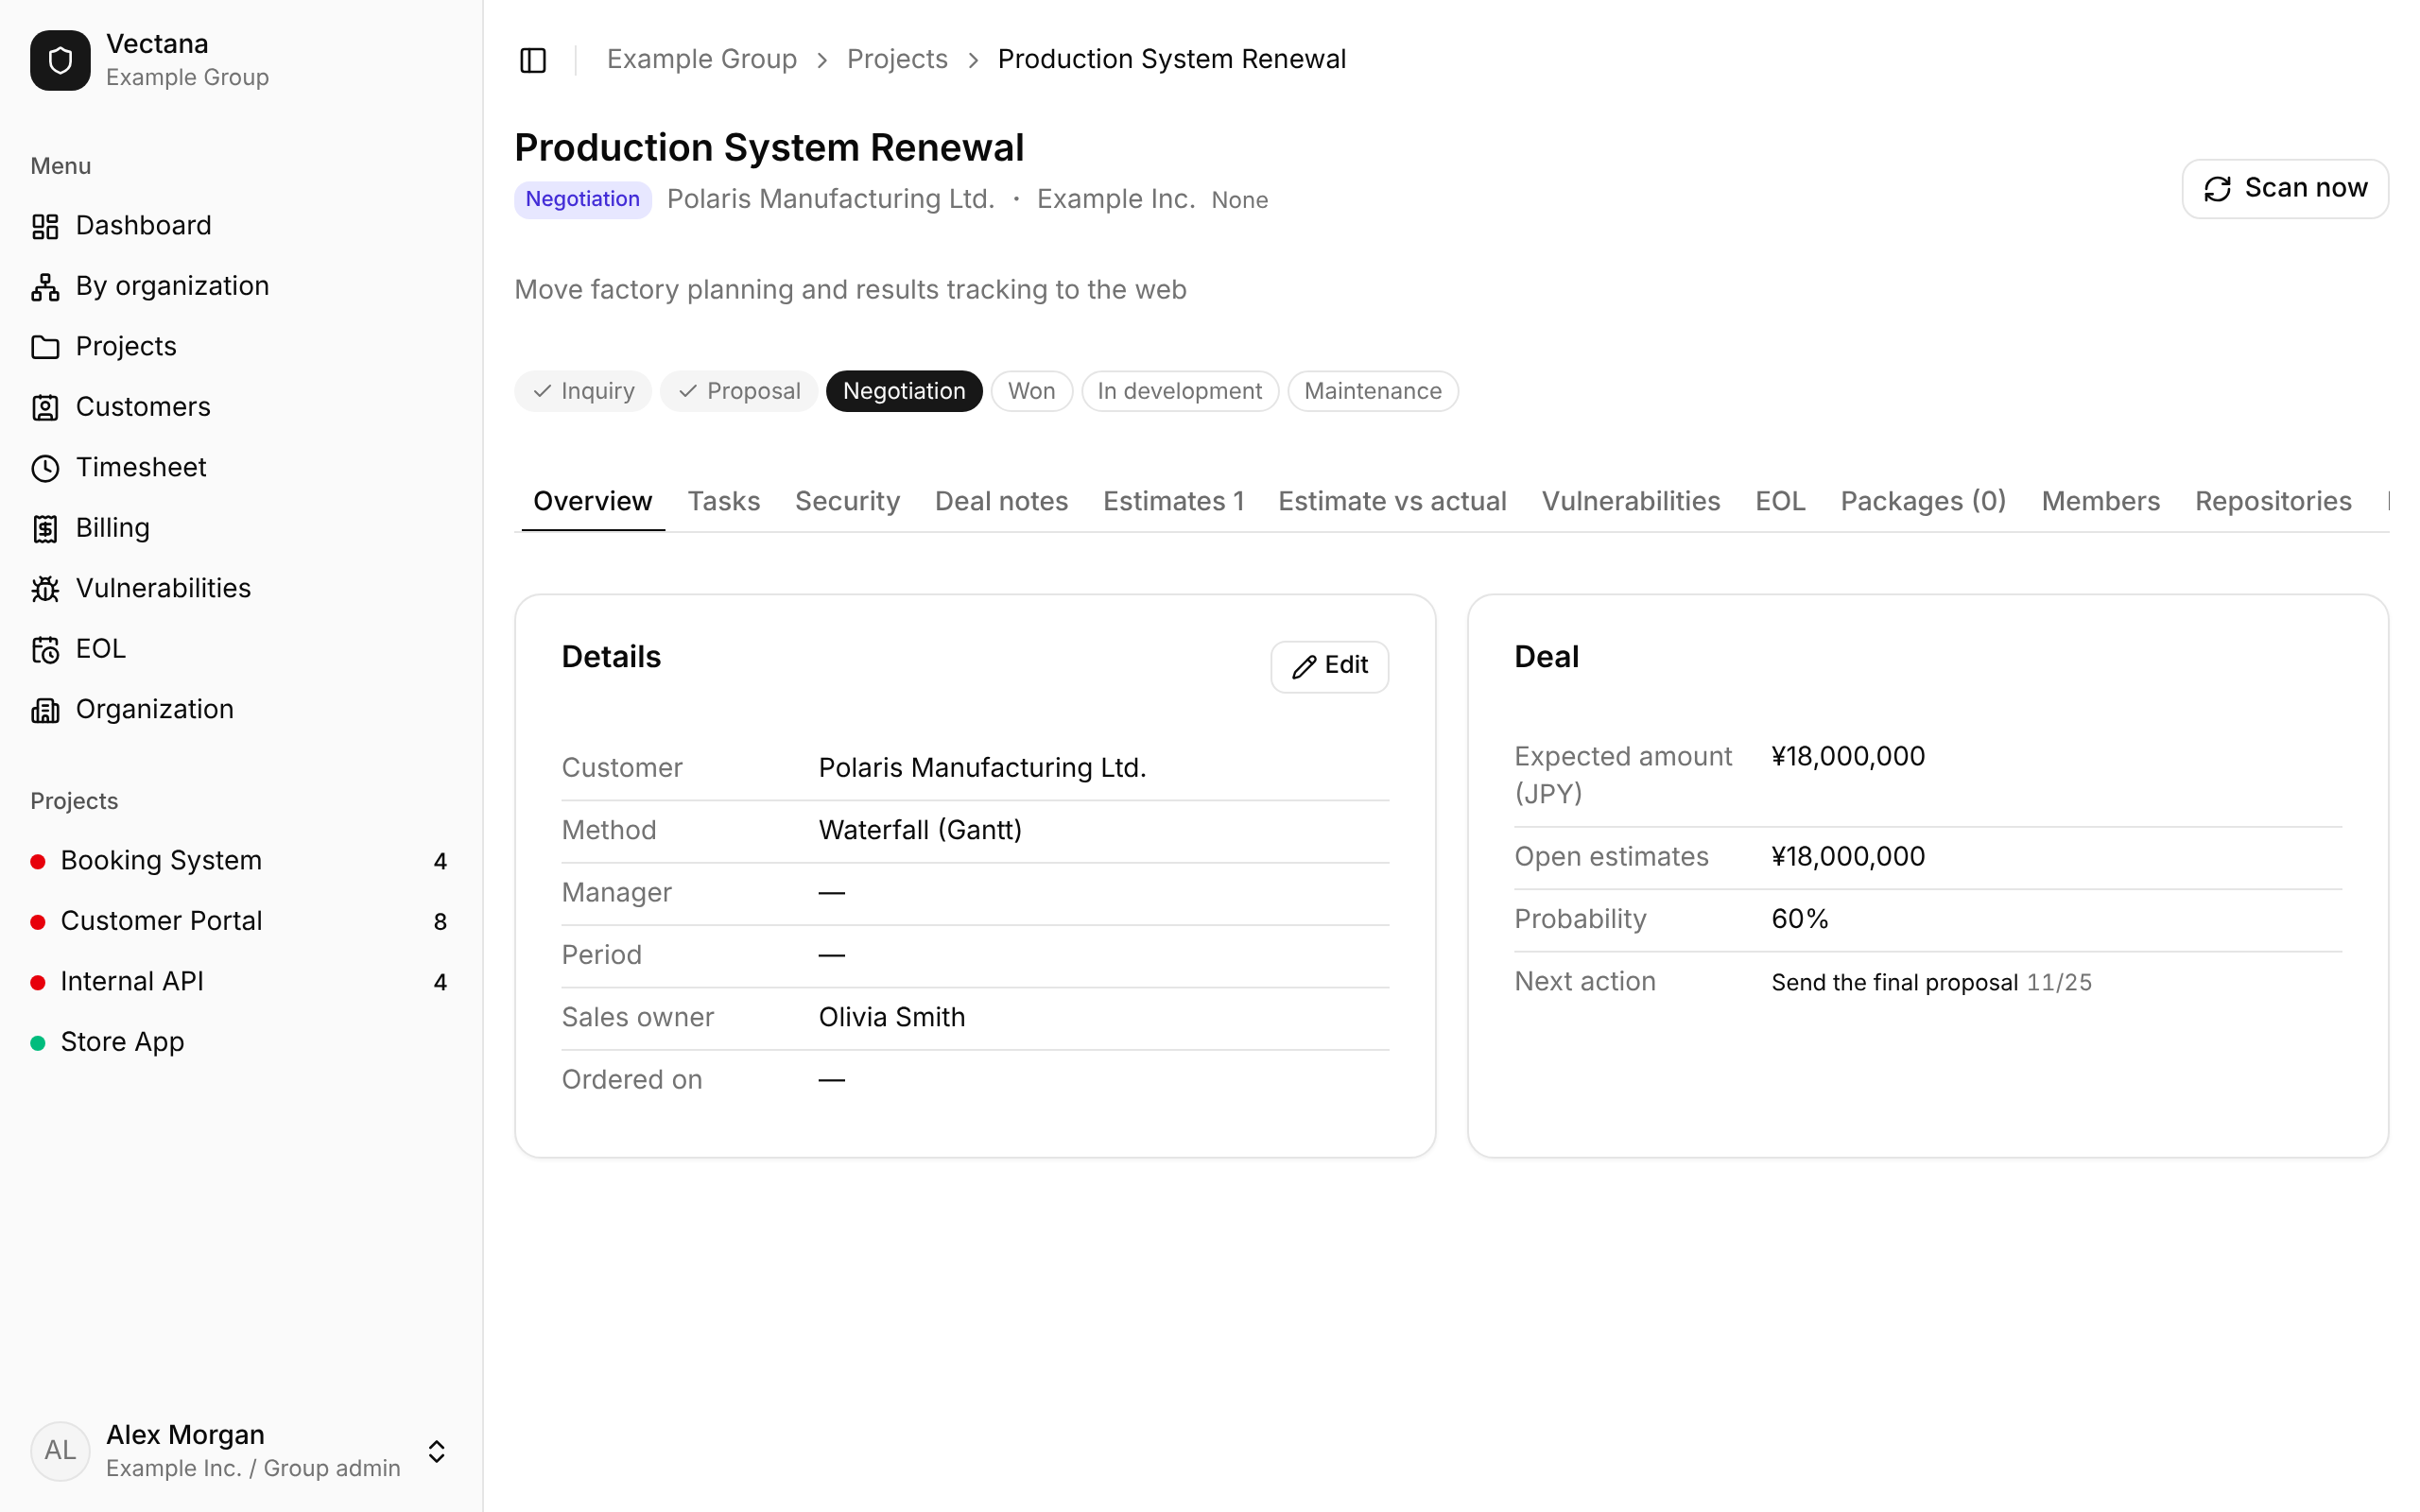 Vectana
Example Group
Menu
Dashboard
By organization
Projects
Customers
Timesheet
Billing
Vulnerabilities
EOL
Organization
Projects
Booking System 4
Customer Portal 8
Internal API 4
Store App
AL
Alex Morgan
Example Inc. / Group admin
Example Group > Projects > Production System Renewal
Production System Renewal
Negotiation Polaris Manufacturing Ltd. · Example Inc. None
Scan now
Move factory planning and results tracking to the web
Inquiry Proposal Negotiation Won In development Maintenance
Overview Tasks Security Deal notes Estimates 1 Estimate vs actual Vulnerabilities EOL Packages (0) Members Repositories
Details
Edit
Customer Polaris Manufacturing Ltd.
Method Waterfall (Gantt)
Manager —
Period —
Sales owner Olivia Smith
Ordered on —
Deal
Expected amount ¥18,000,000
(JPY)
Open estimates ¥18,000,000
Probability 60%
Next action Send the final proposal 11/25